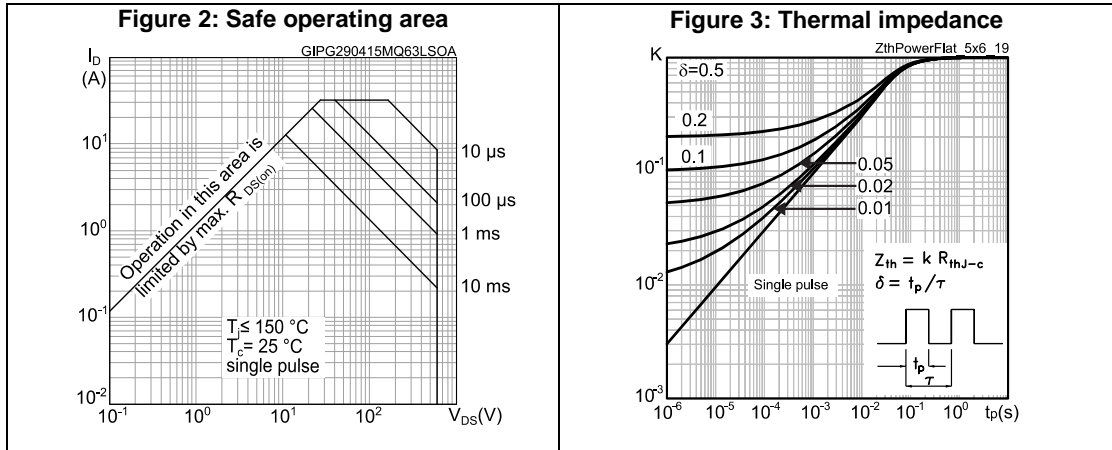 Figure 2: Safe operating area
GIPG290415MQ63LSOA
I_D
(A)
10^1
10^0
10^-1
10^-2
Operation in this area is
limited by max. R_DS(on)
10 µs
100 µs
1 ms
10 ms
T_j≤ 150 °C
T_c= 25 °C
single pulse
10^-1
10^0
10^1
10^2
V_DS(V)
Figure 3: Thermal impedance
ZthPowerFlat_5x6_19
K
δ=0.5
0.2
0.1
0.05
0.02
0.01
10^-1
10^-2
10^-3
Single pulse
Z_th = k R_thJ-c
δ = t_p/τ
t_p
τ
10^-6
10^-5
10^-4
10^-3
10^-2
10^-1
10^0
t_p(s)